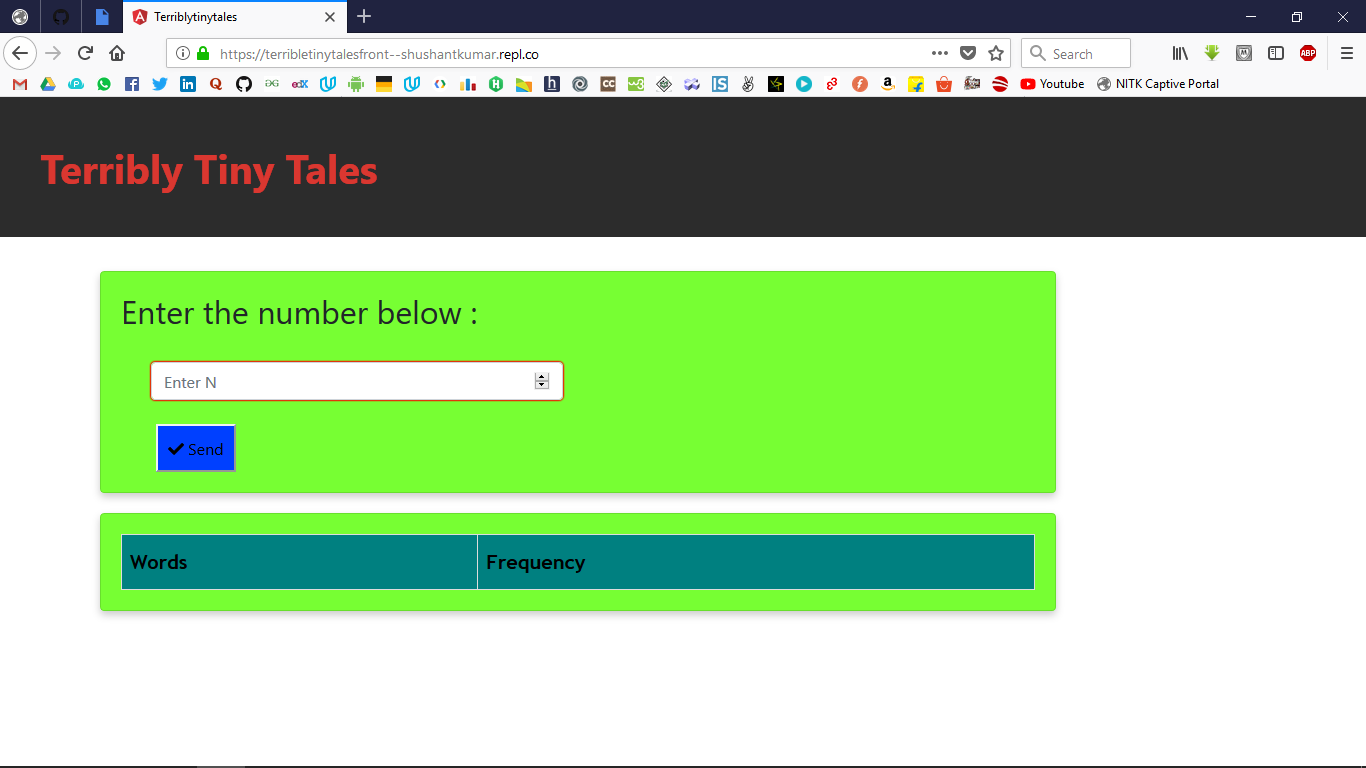 Terriblytinytales
https://terribletinytalesfront--shushantkumar.repl.co
Search
Youtube
NITK Captive Portal
Terribly Tiny Tales
Enter the number below :
Enter N
Send
Words Frequency